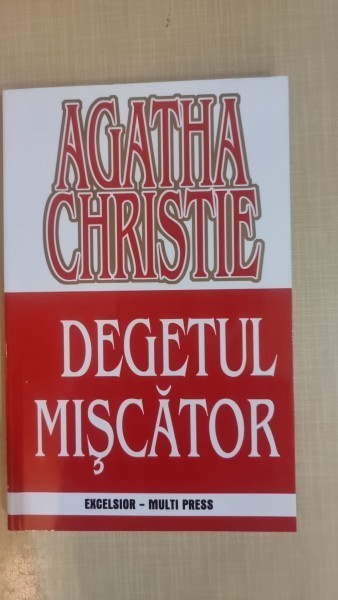 AGATHA
CHRISTIE
DEGETUL
MIŞCĂTOR
EXCELSIOR - MULTI PRESS